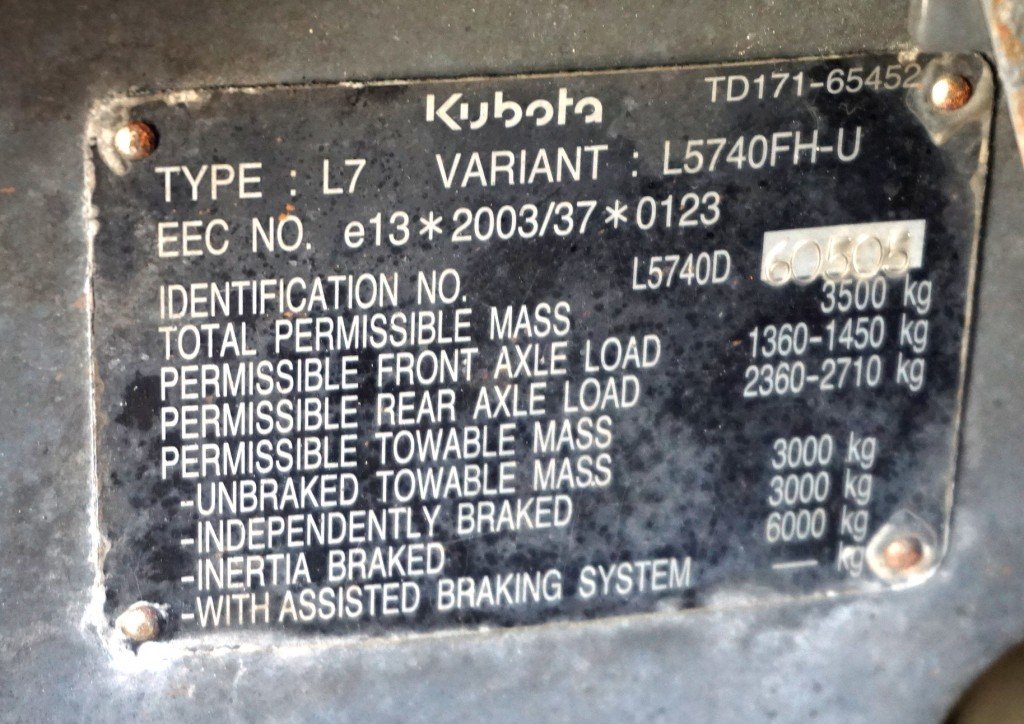 Kubota TD171-65452
TYPE : L7 VARIANT : L5740FH-U
EEC NO. e13*2003/37*0123
IDENTIFICATION NO. L5740D 60505
TOTAL PERMISSIBLE MASS 3500 kg
PERMISSIBLE FRONT AXLE LOAD 1360-1450 kg
PERMISSIBLE REAR AXLE LOAD 2360-2710 kg
PERMISSIBLE TOWABLE MASS
-UNBRAKED TOWABLE MASS 3000 kg
-INDEPENDENTLY BRAKED 3000 kg
-INERTIA BRAKED 6000 kg
-WITH ASSISTED BRAKING SYSTEM — kg